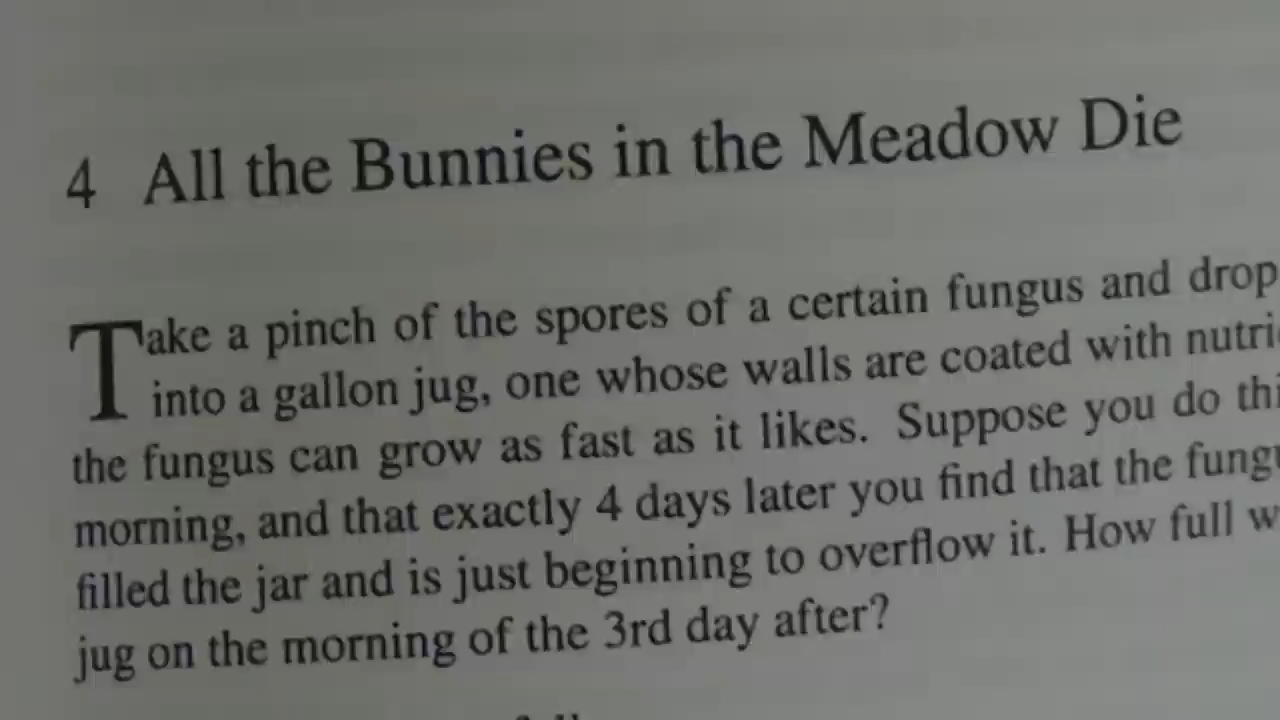 4 All the Bunnies in the Meadow Die
Take a pinch of the spores of a certain fungus and drop
into a gallon jug, one whose walls are coated with
the fungus can grow as fast as it likes. Suppose you do
morning, and that exactly 4 days later you find that the
filled the jar and is just beginning to overflow it. How full
jug on the morning of the 3rd day after?